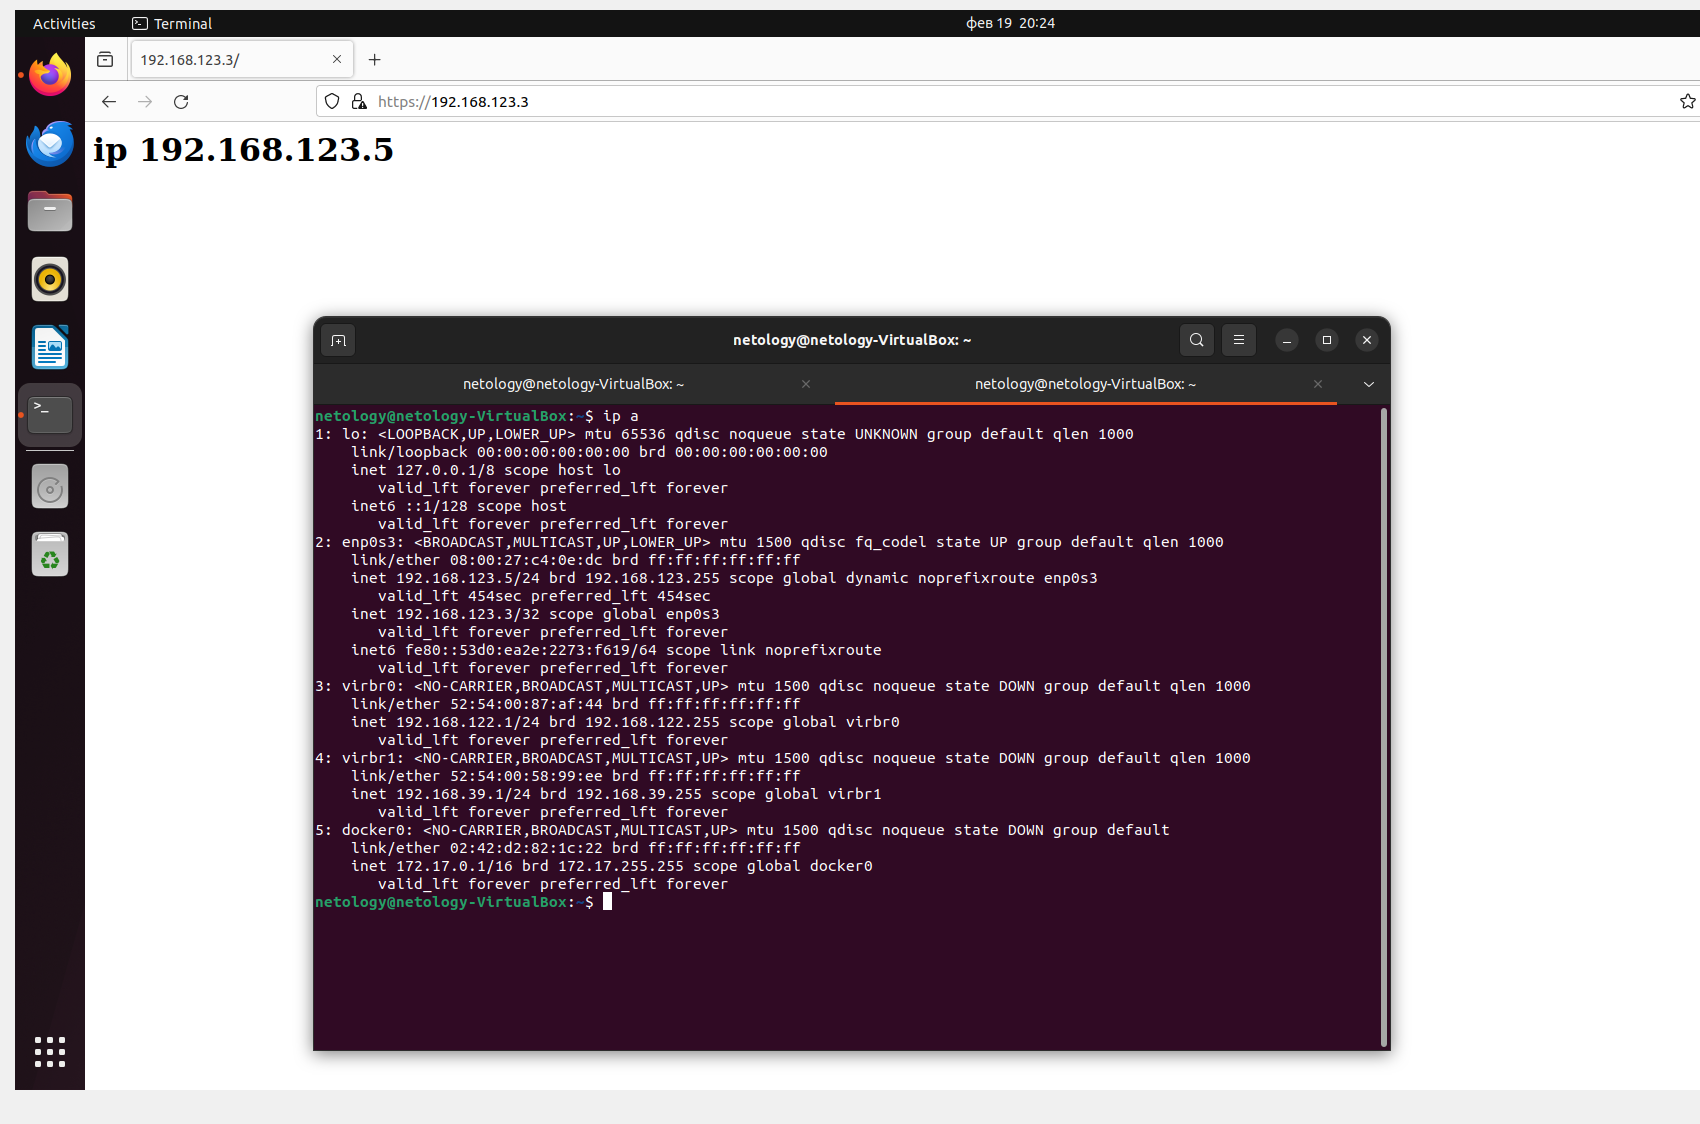 Activities
Terminal
фев 19 20:24
192.168.123.3/
https://192.168.123.3
ip 192.168.123.5
netology@netology-VirtualBox: ~
netology@netology-VirtualBox: ~
netology@netology-VirtualBox: ~
netology@netology-VirtualBox:~$ ip a
1: lo: <LOOPBACK,UP,LOWER_UP> mtu 65536 qdisc noqueue state UNKNOWN group default qlen 1000
link/loopback 00:00:00:00:00:00 brd 00:00:00:00:00:00
inet 127.0.0.1/8 scope host lo
valid_lft forever preferred_lft forever
inet6 ::1/128 scope host
valid_lft forever preferred_lft forever
2: enp0s3: <BROADCAST,MULTICAST,UP,LOWER_UP> mtu 1500 qdisc fq_codel state UP group default qlen 1000
link/ether 08:00:27:c4:0e:dc brd ff:ff:ff:ff:ff:ff
inet 192.168.123.5/24 brd 192.168.123.255 scope global dynamic noprefixroute enp0s3
valid_lft 454sec preferred_lft 454sec
inet 192.168.123.3/32 scope global enp0s3
valid_lft forever preferred_lft forever
inet6 fe80::53d0:ea2e:2273:f619/64 scope link noprefixroute
valid_lft forever preferred_lft forever
3: virbr0: <NO-CARRIER,BROADCAST,MULTICAST,UP> mtu 1500 qdisc noqueue state DOWN group default qlen 1000
link/ether 52:54:00:87:af:44 brd ff:ff:ff:ff:ff:ff
inet 192.168.122.1/24 brd 192.168.122.255 scope global virbr0
valid_lft forever preferred_lft forever
4: virbr1: <NO-CARRIER,BROADCAST,MULTICAST,UP> mtu 1500 qdisc noqueue state DOWN group default qlen 1000
link/ether 52:54:00:58:99:ee brd ff:ff:ff:ff:ff:ff
inet 192.168.39.1/24 brd 192.168.39.255 scope global virbr1
valid_lft forever preferred_lft forever
5: docker0: <NO-CARRIER,BROADCAST,MULTICAST,UP> mtu 1500 qdisc noqueue state DOWN group default
link/ether 02:42:d2:82:1c:22 brd ff:ff:ff:ff:ff:ff
inet 172.17.0.1/16 brd 172.17.255.255 scope global docker0
valid_lft forever preferred_lft forever
netology@netology-VirtualBox:~$